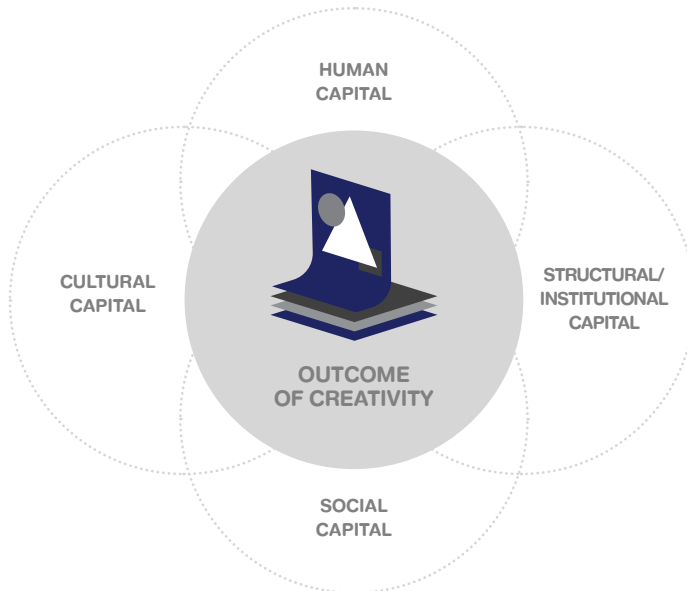 HUMAN
CAPITAL
CULTURAL
CAPITAL
STRUCTURAL/
INSTITUTIONAL
CAPITAL
OUTCOME
OF CREATIVITY
SOCIAL
CAPITAL